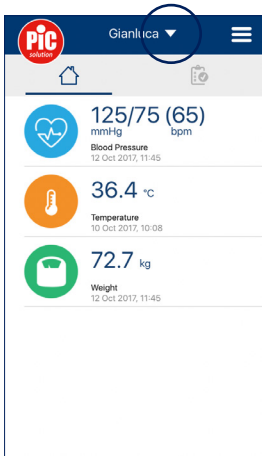 PiC
solution
Gianluca
125/75 (65)
mmHg bpm
Blood Pressure
12 Oct 2017, 11:45
36.4 °C
Temperature
10 Oct 2017, 10:08
72.7 kg
Weight
12 Oct 2017, 11:45